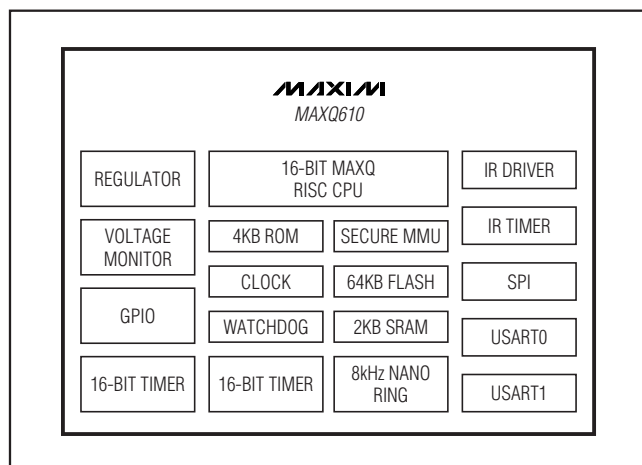 MAXIM
MAXQ610
REGULATOR
16-BIT MAXQ
RISC CPU
IR DRIVER
VOLTAGE
MONITOR
4KB ROM
SECURE MMU
IR TIMER
CLOCK
64KB FLASH
SPI
GPIO
WATCHDOG
2KB SRAM
USART0
16-BIT TIMER
16-BIT TIMER
8kHz NANO
RING
USART1